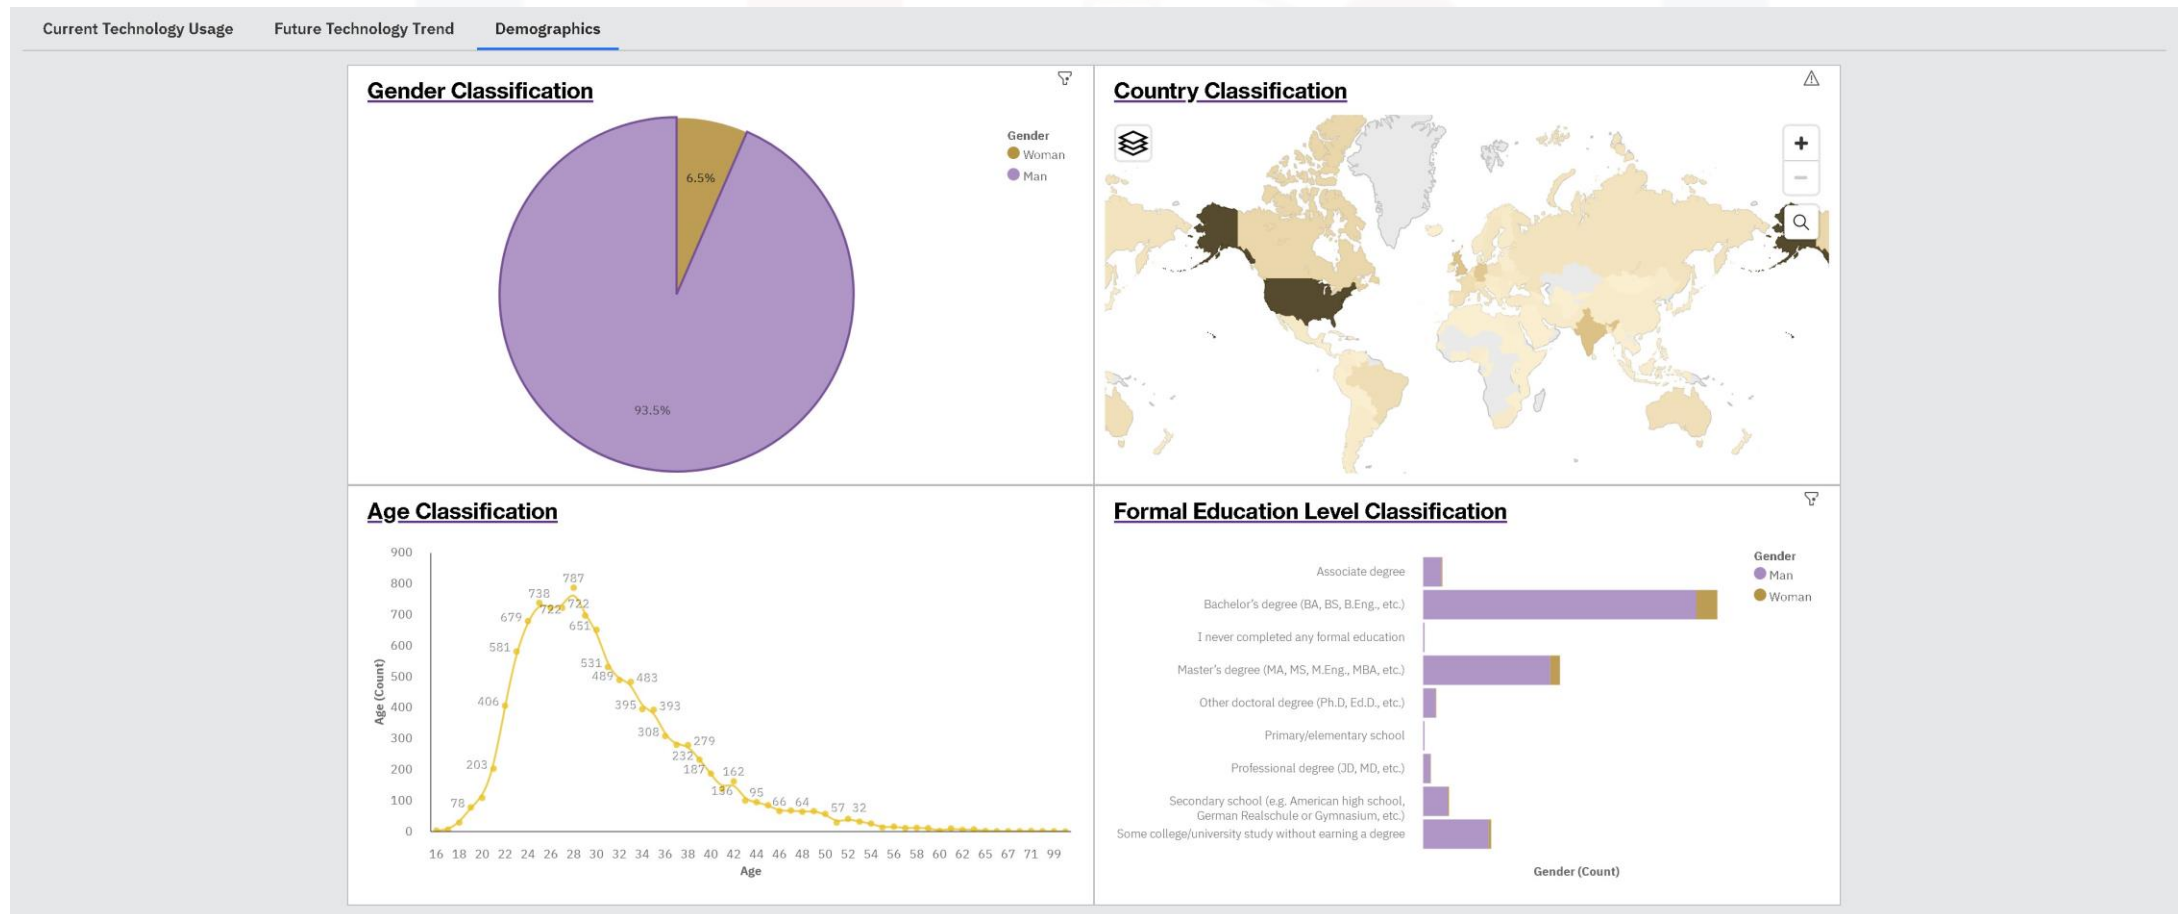 Current Technology Usage
Future Technology Trend
Demographics
Gender Classification
Gender
Woman
Man
6.5%
93.5%
Country Classification
+
−
Age Classification
900
800
700
600
500
400
300
200
100
0
Age (Count)
78
203
406
581
679
738
722
787
722
651
531
489
483
395
393
308
279
232
187
136
162
95
66
64
57
32
16 18 20 22 24 26 28 30 32 34 36 38 40 42 44 46 48 50 52 54 56 58 60 62 65 67 71 99
Age
Formal Education Level Classification
Gender
Man
Woman
Associate degree
Bachelor's degree (BA, BS, B.Eng., etc.)
I never completed any formal education
Master's degree (MA, MS, M.Eng., MBA, etc.)
Other doctoral degree (Ph.D, Ed.D., etc.)
Primary/elementary school
Professional degree (JD, MD, etc.)
Secondary school (e.g. American high school,
German Realschule or Gymnasium, etc.)
Some college/university study without earning a degree
Gender (Count)